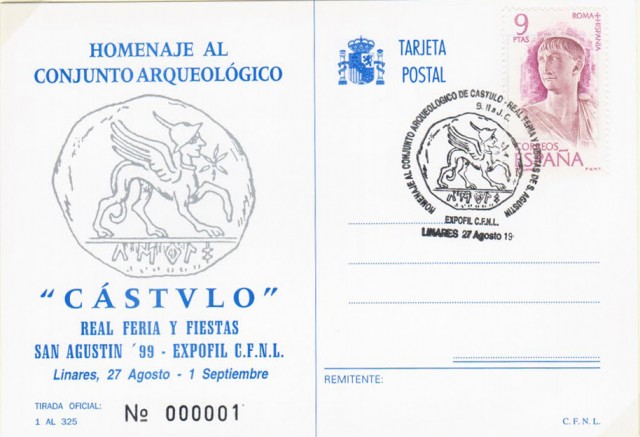 HOMENAJE AL
CONJUNTO ARQUEOLÓGICO
"CÁSTVLO"
REAL FERIA Y FIESTAS
SAN AGUSTIN ´99 - EXPOFIL C.F.N.L.
Linares, 27 Agosto - 1 Septiembre
TIRADA OFICIAL:
1 AL 325
Nº 000001
TARJETA
POSTAL
9
PTAS
ROMA + HISPANIA
CORREOS
ESPAÑA
F.N.M.T.
HOMENAJE AL CONJUNTO ARQUEOLOGICO DE CASTULO - REAL FERIA Y FIESTAS DE S. AGUSTIN
S. II a J.C.
EXPOFIL C.F.N.L.
LINARES 27 Agosto 19
REMITENTE:
C. F. N. L.